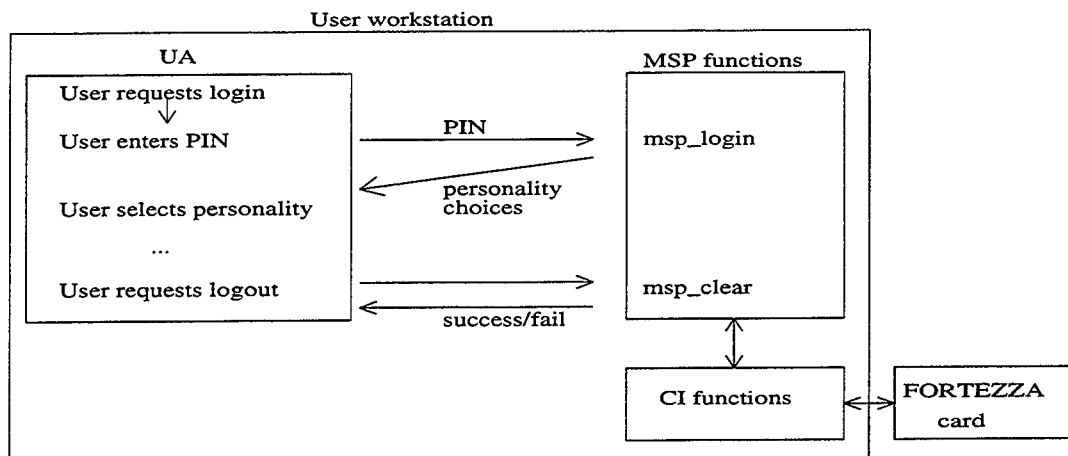 User workstation
UA
MSP functions
User requests login
User enters PIN
PIN
msp_login
personality
choices
User selects personality
...
User requests logout
msp_clear
success/fail
CI functions
FORTEZZA
card